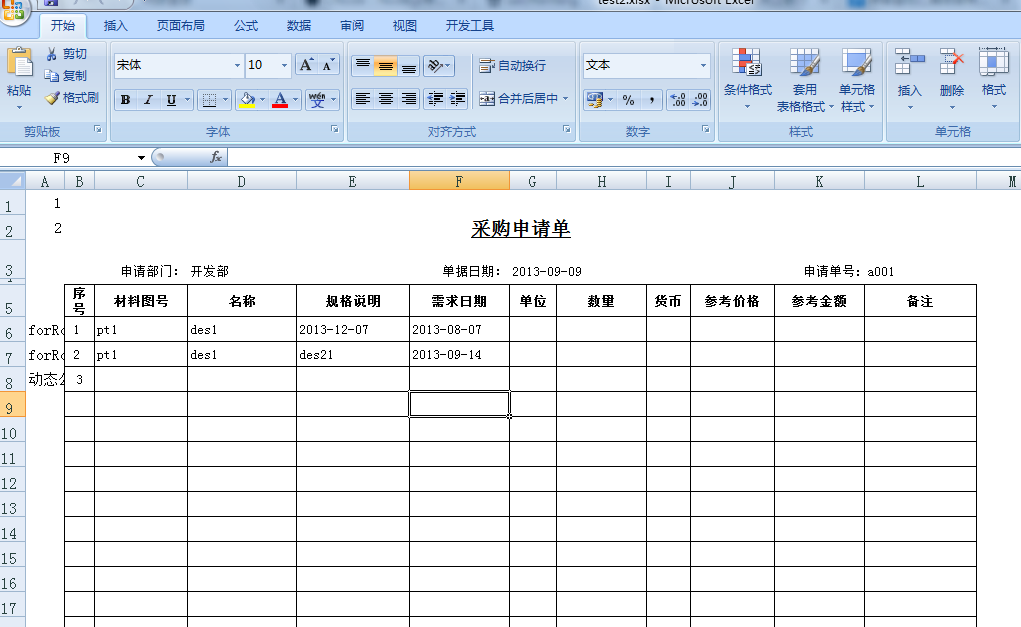 test2.xlsx - Microsoft Excel
开始 插入 页面布局 公式 数据 审阅 视图 开发工具
粘贴 剪切 复制 格式刷
宋体 10 A A
B I U A wén
自动换行
合并后居中
文本
% , .00 .00
条件格式 套用 表格格式 单元格 样式
插入 删除 格式
剪贴板 字体 对齐方式 数字 样式 单元格
F9 fx
A B C D E F G H I J K L M
1 1
2 2 采购申请单
3 申请部门： 开发部 单据日期： 2013-09-09 申请单号：a001
4
5 序号 材料图号 名称 规格说明 需求日期 单位 数量 货币 参考价格 参考金额 备注
6 forRo 1 pt1 des1 2013-12-07 2013-08-07
7 forRo 2 pt1 des1 des21 2013-09-14
8 动态 3
9
10
11
12
13
14
15
16
17